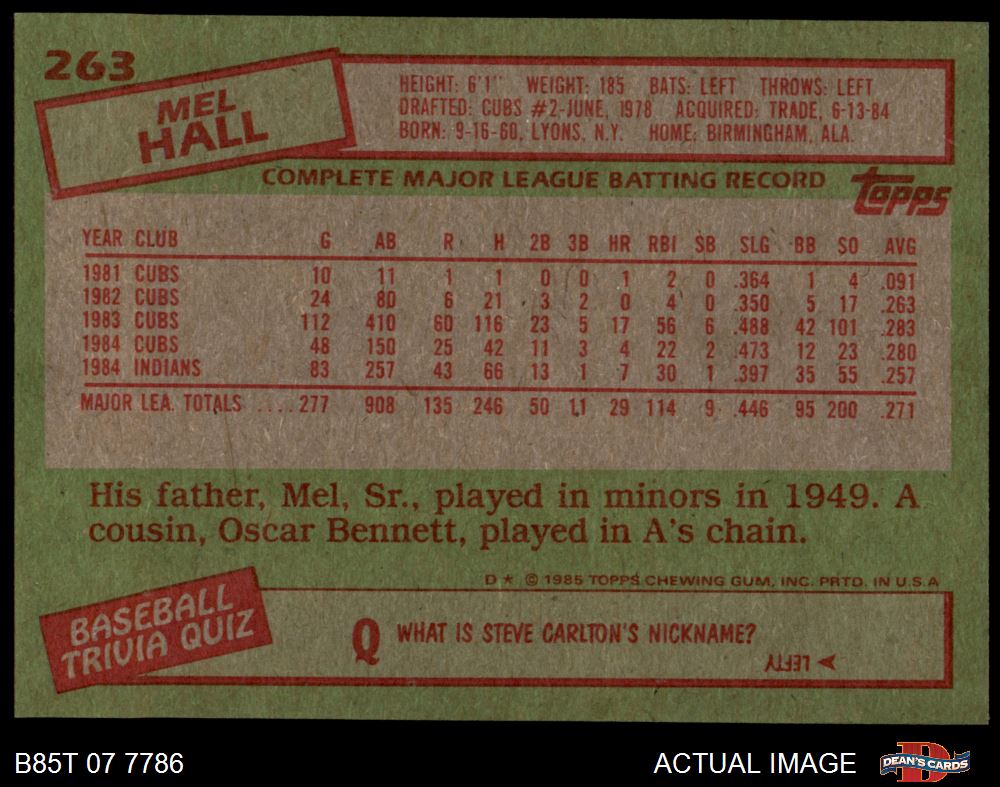 263
MEL
HALL
HEIGHT: 6'1" WEIGHT: 185 BATS: LEFT THROWS: LEFT
DRAFTED: CUBS #2-JUNE, 1978 ACQUIRED: TRADE, 6-13-84
BORN: 9-16-60, LYONS, N.Y. HOME: BIRMINGHAM, ALA.
COMPLETE MAJOR LEAGUE BATTING RECORD
topps
YEAR CLUB G AB R H 2B 3B HR RBI SB SLG BB SO AVG
1981 CUBS 10 11 1 1 0 0 1 2 0 .364 1 4 .091
1982 CUBS 24 80 6 21 3 2 0 4 0 .350 5 17 .263
1983 CUBS 112 410 60 116 23 5 17 56 6 .488 42 101 .283
1984 CUBS 48 150 25 42 11 3 4 22 2 .473 12 23 .280
1984 INDIANS 83 257 43 66 13 1 7 30 1 .397 35 55 .257
MAJOR LEA. TOTALS ....277 908 135 246 50 11 29 114 9 .446 95 200 .271
His father, Mel, Sr., played in minors in 1949. A
cousin, Oscar Bennett, played in A's chain.
D * © 1985 TOPPS CHEWING GUM, INC. PRTD. IN U.S.A
BASEBALL
TRIVIA QUIZ
Q WHAT IS STEVE CARLTON'S NICKNAME?
LEFTY
B85T 07 7786
ACTUAL IMAGE
D
DEAN'S CARDS